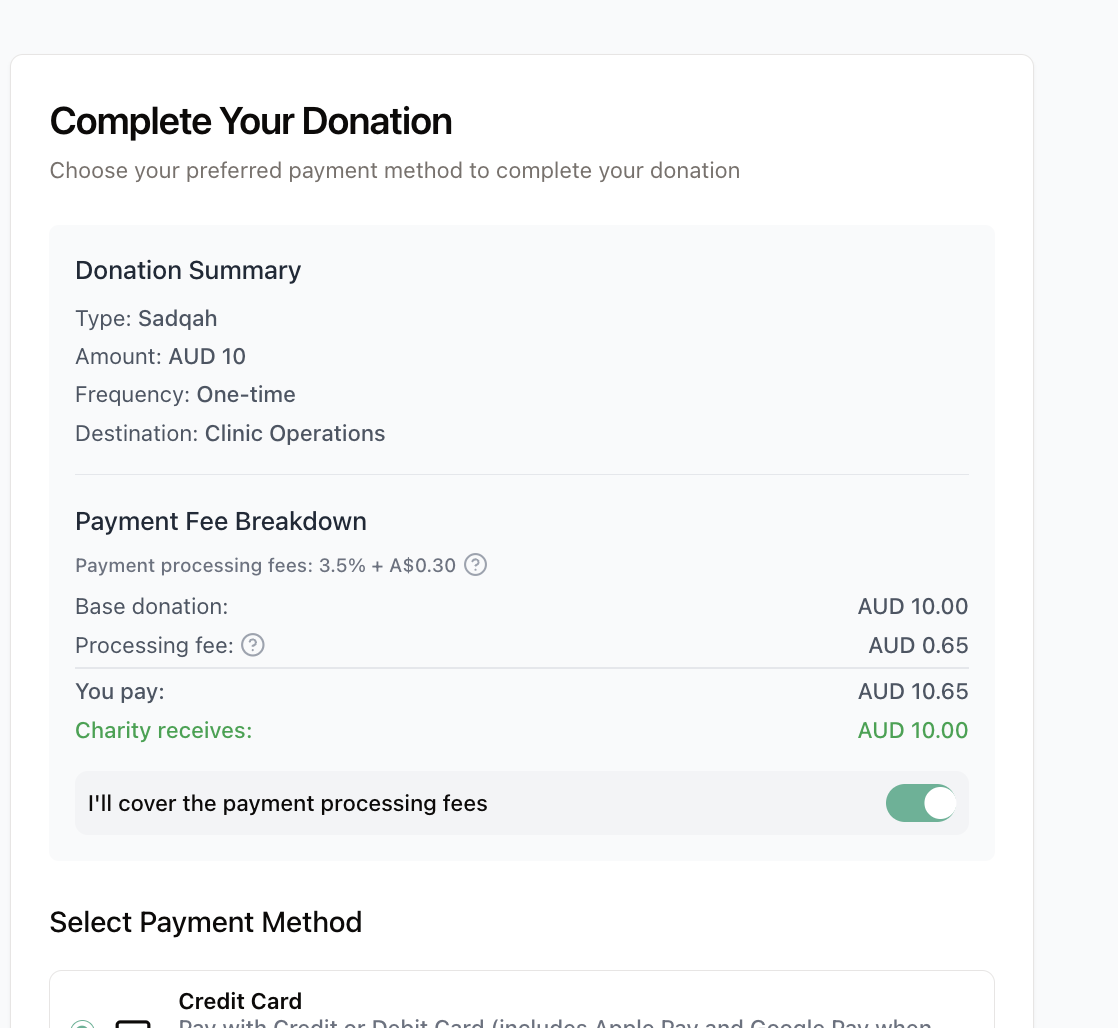 Complete Your Donation
Choose your preferred payment method to complete your donation
Donation Summary
Type: Sadqah
Amount: AUD 10
Frequency: One-time
Destination: Clinic Operations
Payment Fee Breakdown
Payment processing fees: 3.5% + A$0.30 ?
Base donation: AUD 10.00
Processing fee: ? AUD 0.65
You pay: AUD 10.65
Charity receives: AUD 10.00
I'll cover the payment processing fees
Select Payment Method
Credit Card
Pay with Credit or Debit Card (includes Apple Pay and Google Pay when